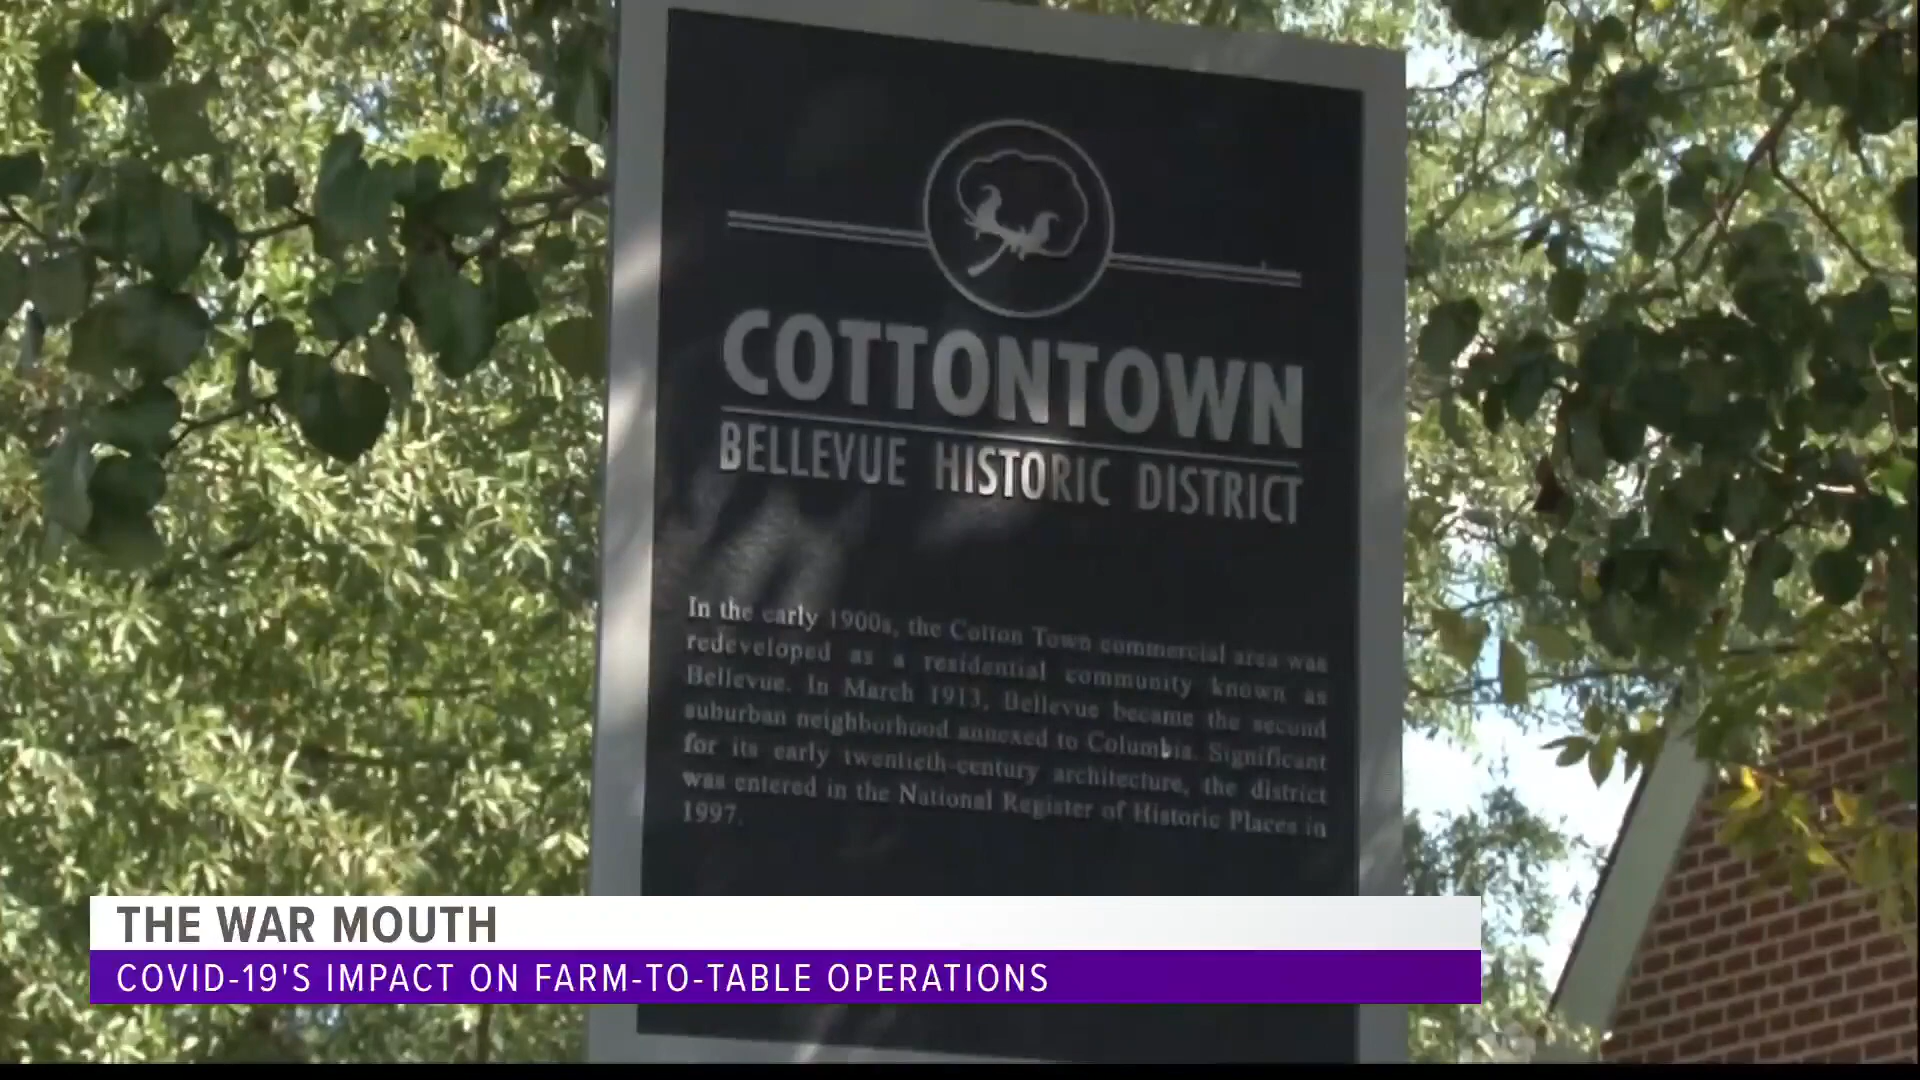 COTTONTOWN
BELLEVUE HISTORIC DISTRICT
In the early 1900s, the Cotton Town commercial area was
redeveloped as a residential community known as
Bellevue. In March 1913, Bellevue became the second
suburban neighborhood annexed to Columbia. Significant
for its early twentieth-century architecture, the district
was entered in the National Register of Historic Places in
1997.
THE WAR MOUTH
COVID-19'S IMPACT ON FARM-TO-TABLE OPERATIONS